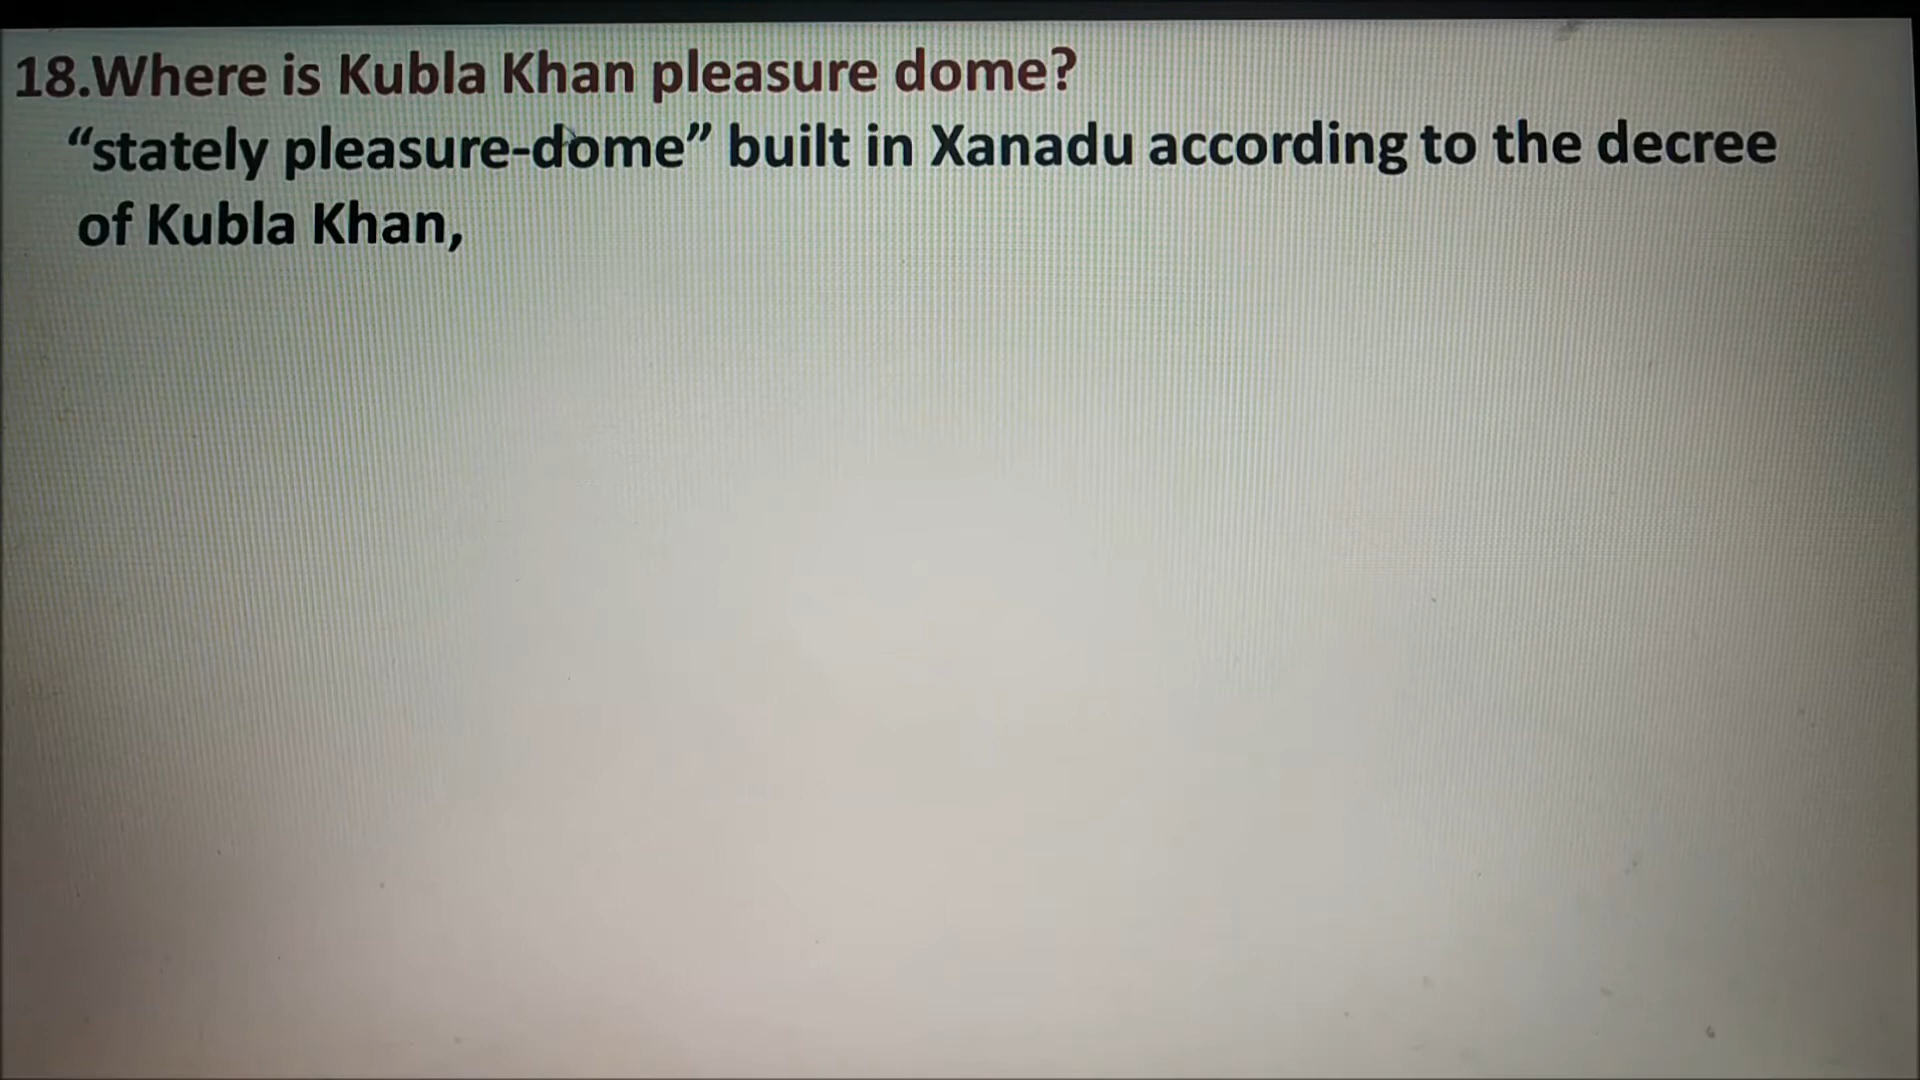 18.Where is Kubla Khan pleasure dome?
“stately pleasure-dome” built in Xanadu according to the decree
of Kubla Khan,